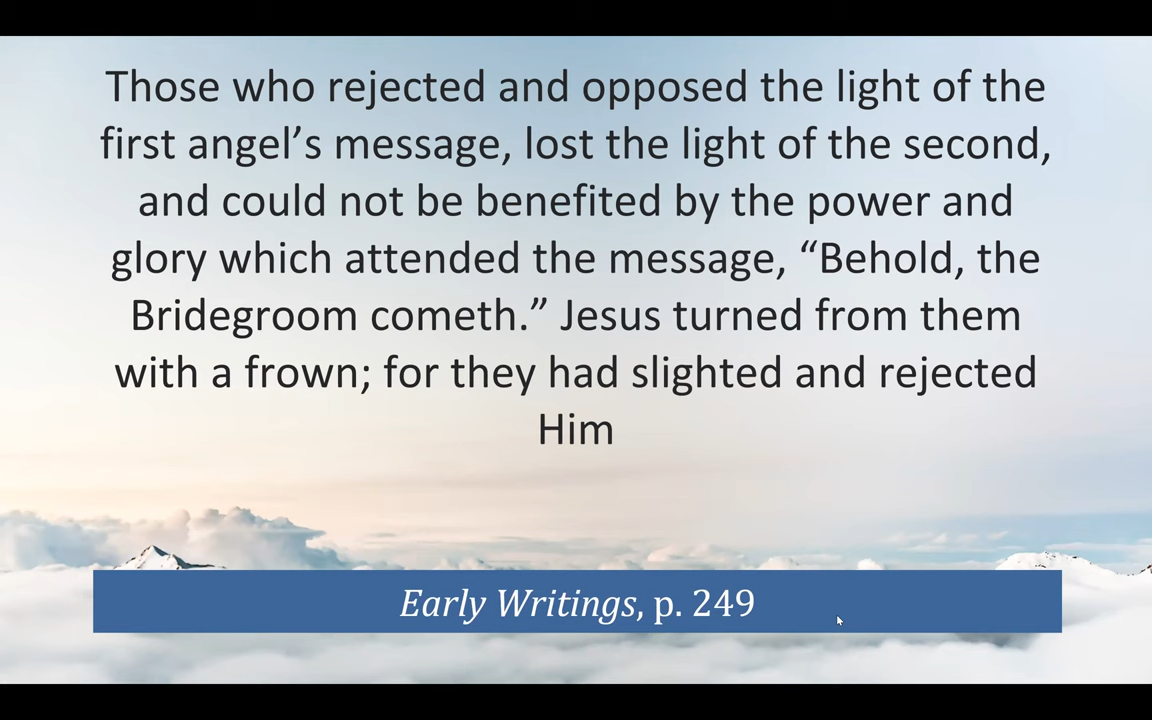 Those who rejected and opposed the light of the
first angel’s message, lost the light of the second,
and could not be benefited by the power and
glory which attended the message, “Behold, the
Bridegroom cometh.” Jesus turned from them
with a frown; for they had slighted and rejected
Him
Early Writings, p. 249